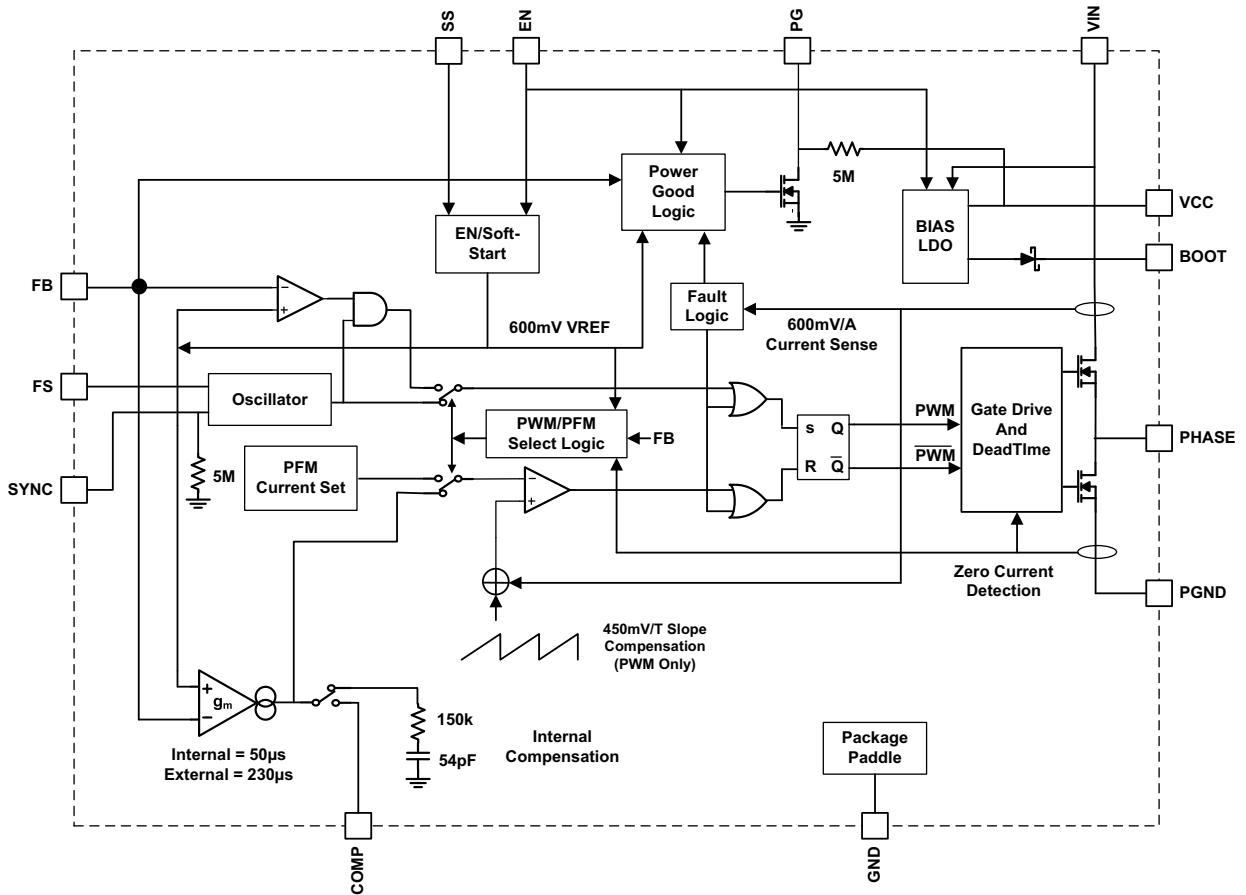 SS
EN
PG
VIN
Power
Good
Logic
5M
BIAS
LDO
VCC
BOOT
EN/Soft-
Start
FB
−
+
600mV VREF
Fault
Logic
600mV/A
Current Sense
FS
Oscillator
PWM/PFM
Select Logic
FB
S Q
R Q̅
PWM
P̅W̅M̅
Gate Drive
And
DeadTIme
PHASE
5M
SYNC
PFM
Current Set
−
+
Zero Current
Detection
PGND
450mV/T Slope
Compensation
(PWM Only)
+
gm
−
150k
54pF
Internal
Compensation
Internal = 50µs
External = 230µs
Package
Paddle
COMP
GND